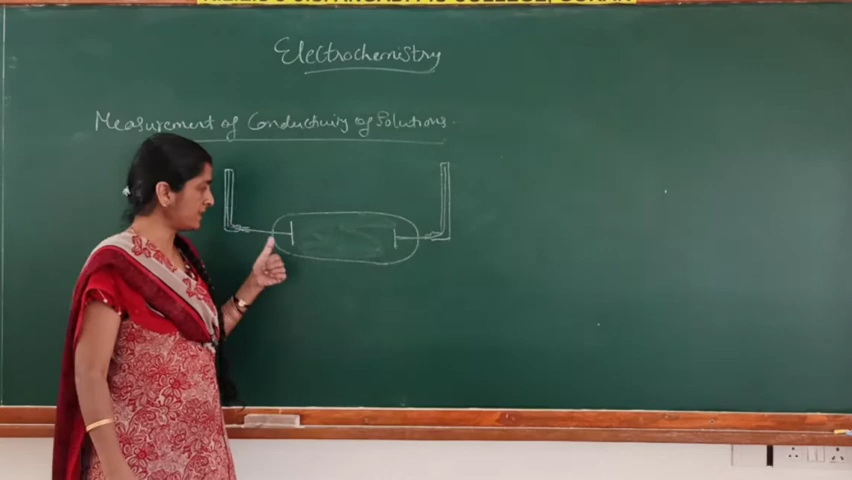 Electrochemistry
Measurement of Conductivity of Solutions.